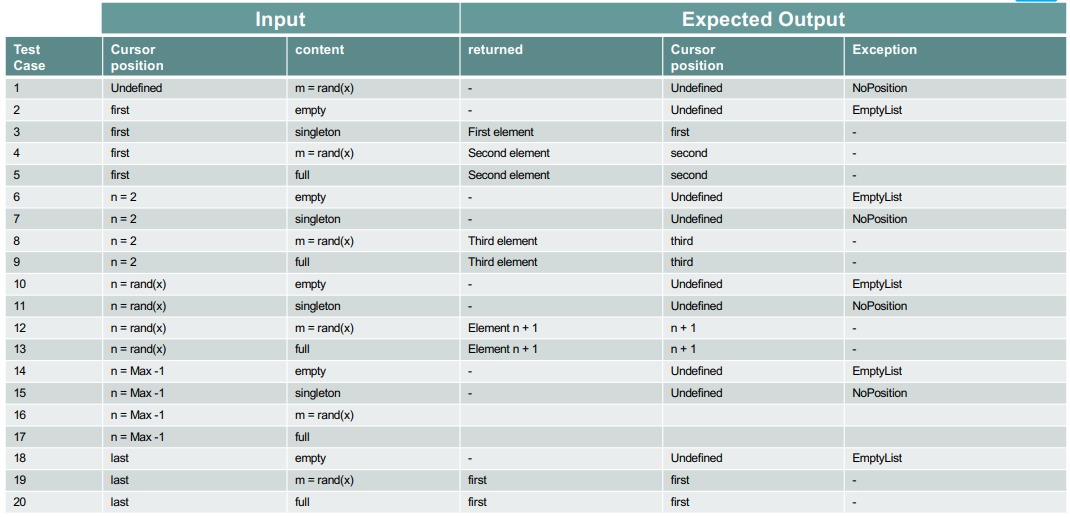 Input Expected Output
Test Case Cursor position content returned Cursor position Exception
1 Undefined m = rand(x) - Undefined NoPosition
2 first empty - Undefined EmptyList
3 first singleton First element first -
4 first m = rand(x) Second element second -
5 first full Second element second -
6 n = 2 empty - Undefined EmptyList
7 n = 2 singleton - Undefined NoPosition
8 n = 2 m = rand(x) Third element third -
9 n = 2 full Third element third -
10 n = rand(x) empty - Undefined EmptyList
11 n = rand(x) singleton - Undefined NoPosition
12 n = rand(x) m = rand(x) Element n + 1 n + 1 -
13 n = rand(x) full Element n + 1 n + 1 -
14 n = Max -1 empty - Undefined EmptyList
15 n = Max -1 singleton - Undefined NoPosition
16 n = Max -1 m = rand(x)
17 n = Max -1 full
18 last empty - Undefined EmptyList
19 last m = rand(x) first first -
20 last full first first -